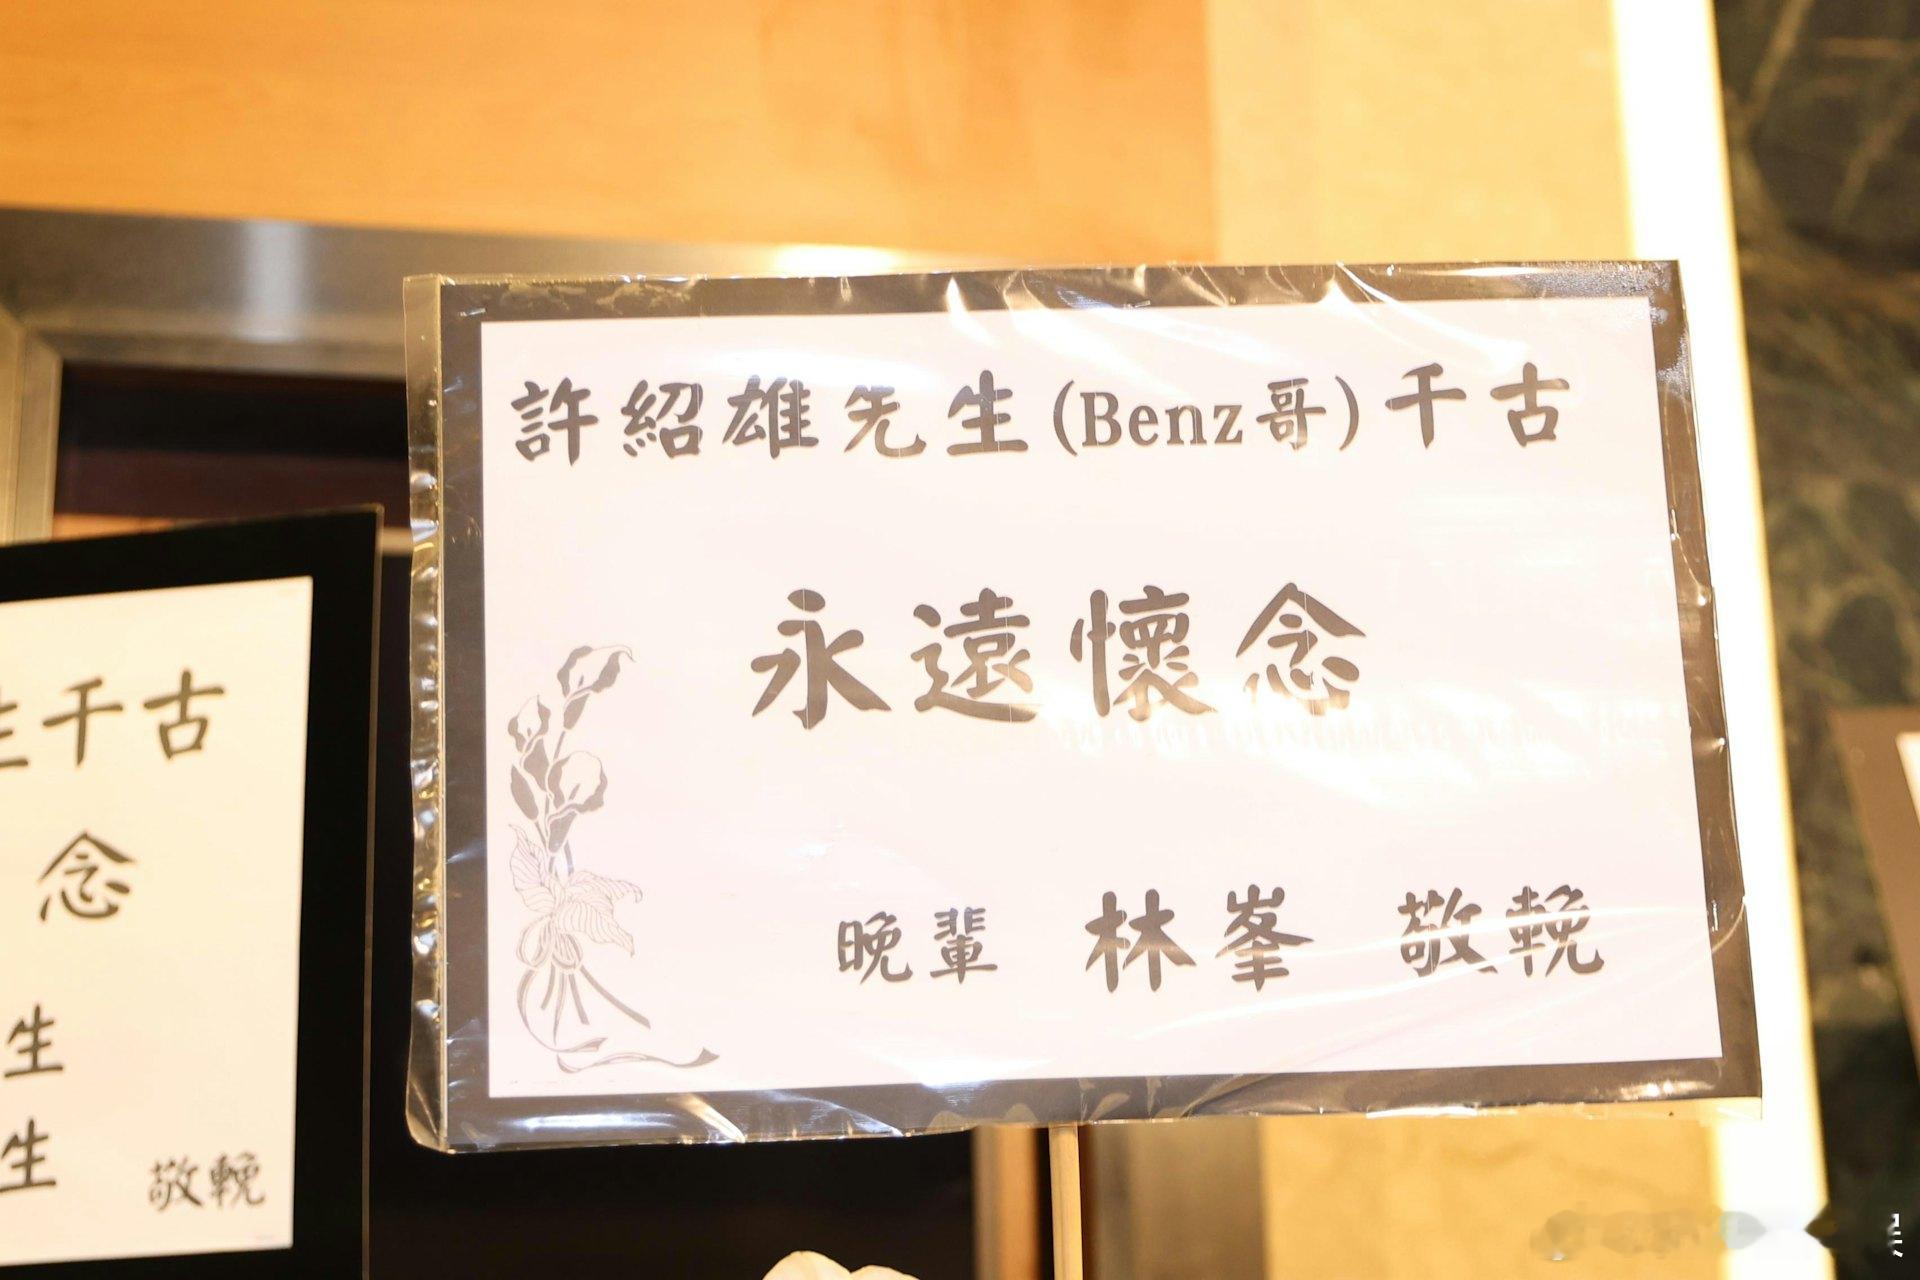 許紹雄先生(Benz哥)千古
永遠懷念
晚輩 林峯 敬輓
生千古
念
生
生 敬輓